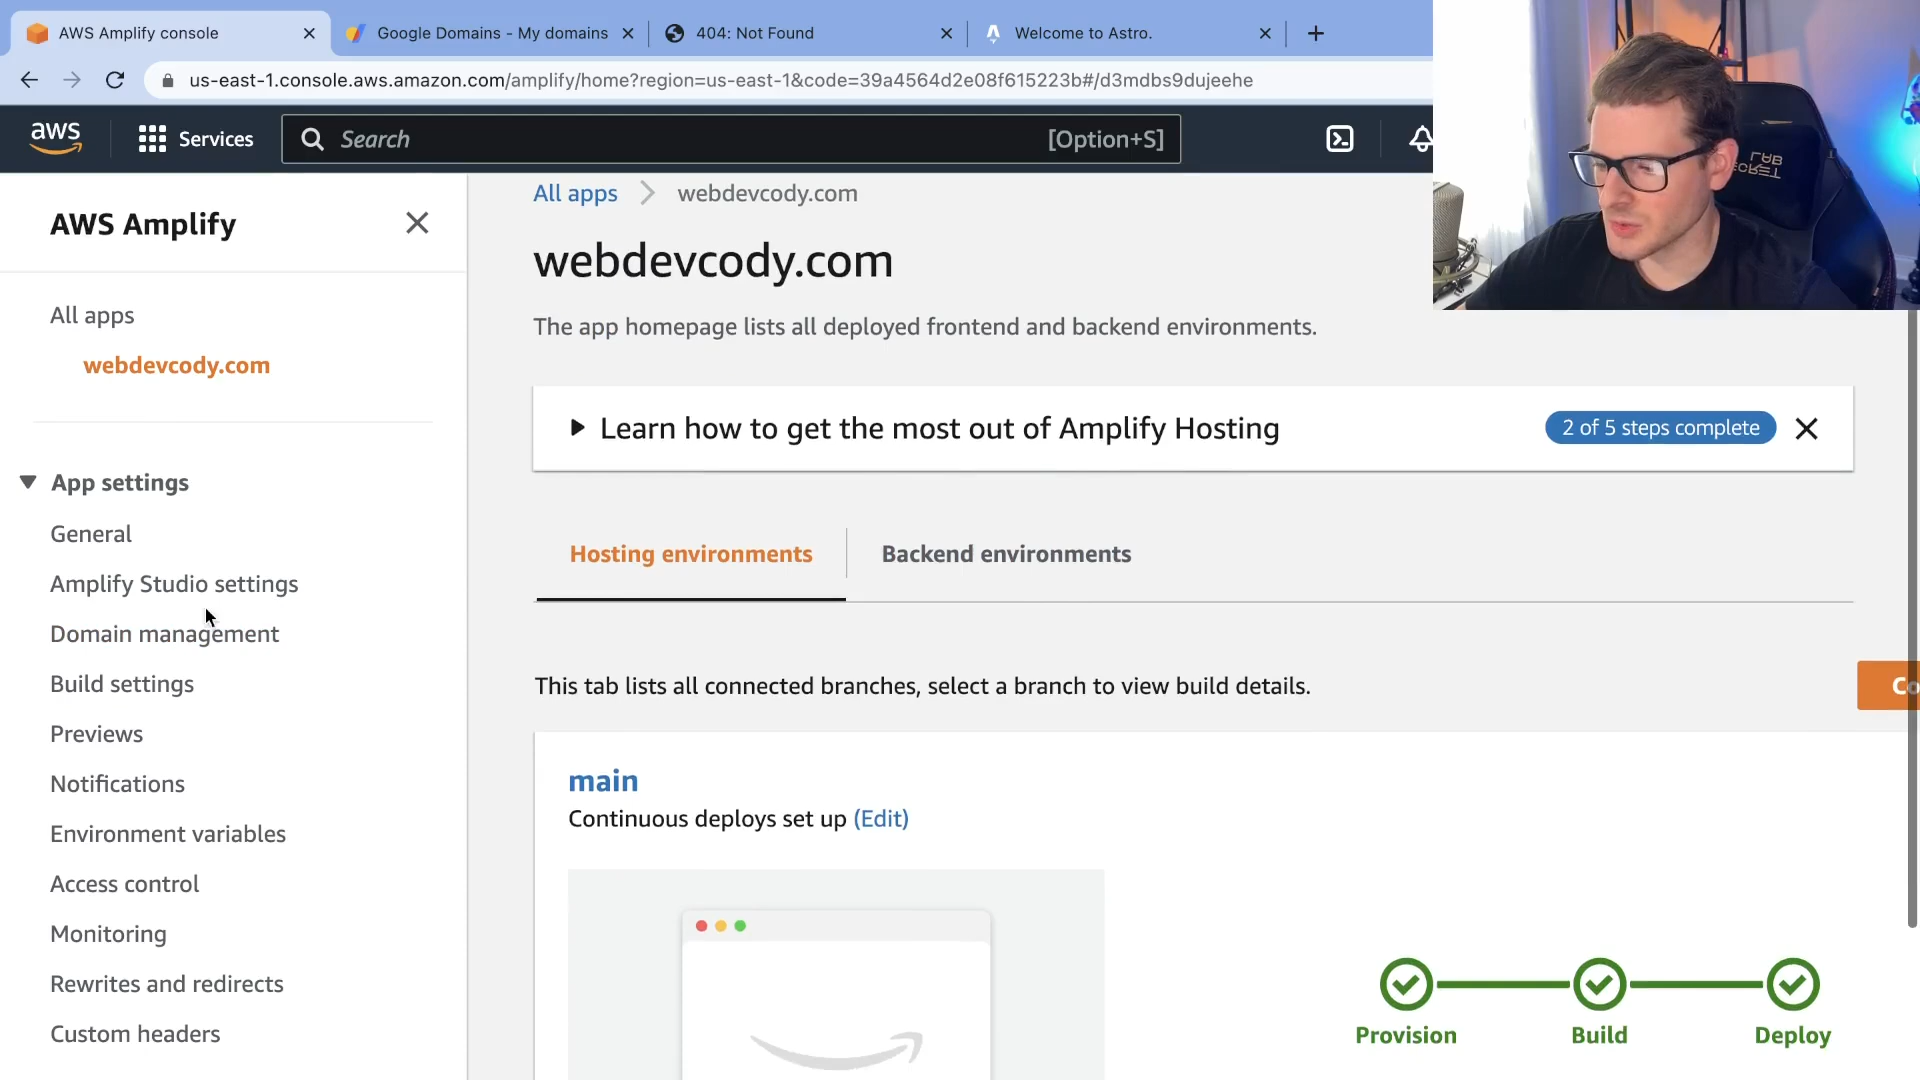 AWS Amplify console
Google Domains - My domains
404: Not Found
Welcome to Astro.
us-east-1.console.aws.amazon.com/amplify/home?region=us-east-1&code=39a4564d2e08f615223b#/d3mdbs9dujeehe
aws
Services
Search
[Option+S]
AWS Amplify
All apps
webdevcody.com
App settings
General
Amplify Studio settings
Domain management
Build settings
Previews
Notifications
Environment variables
Access control
Monitoring
Rewrites and redirects
Custom headers
All apps
webdevcody.com
webdevcody.com
The app homepage lists all deployed frontend and backend environments.
Learn how to get the most out of Amplify Hosting
2 of 5 steps complete
Hosting environments
Backend environments
This tab lists all connected branches, select a branch to view build details.
Co
main
Continuous deploys set up (Edit)
Provision
Build
Deploy